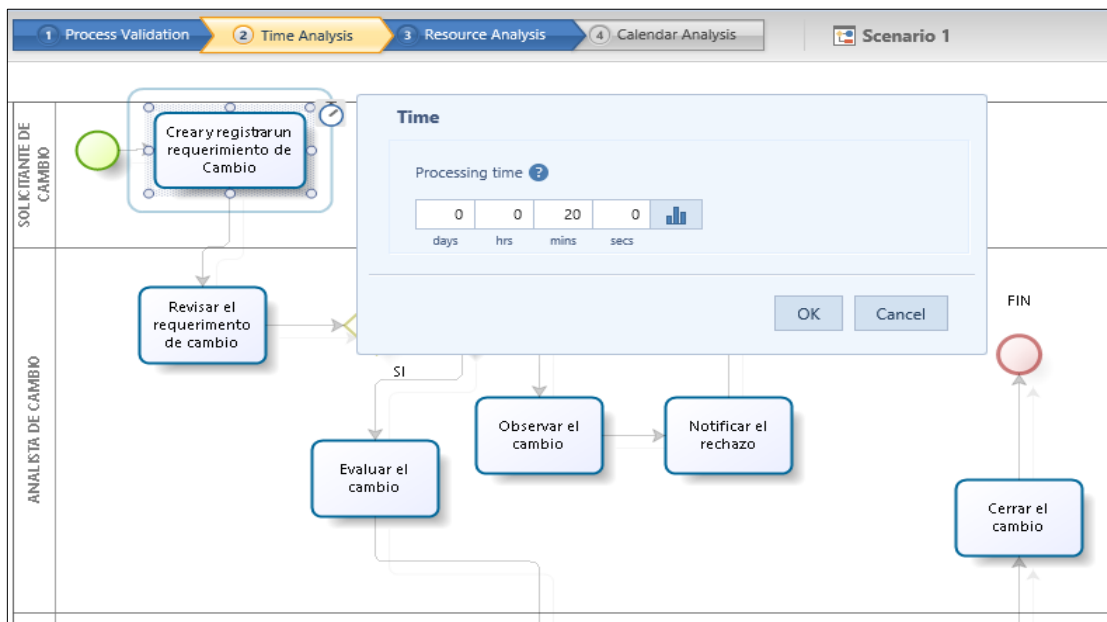 1 Process Validation
2 Time Analysis
3 Resource Analysis
4 Calendar Analysis
Scenario 1
SOLICITANTE DE
CAMBIO
Crear y registrar un
requerimiento de
Cambio
Time
Processing time ?
0 0 20 0
days hrs mins secs
OK Cancel
ANALISTA DE CAMBIO
Revisar el
requerimento
de cambio
SI
Evaluar el
cambio
Observar el
cambio
Notificar el
rechazo
FIN
Cerrar el
cambio